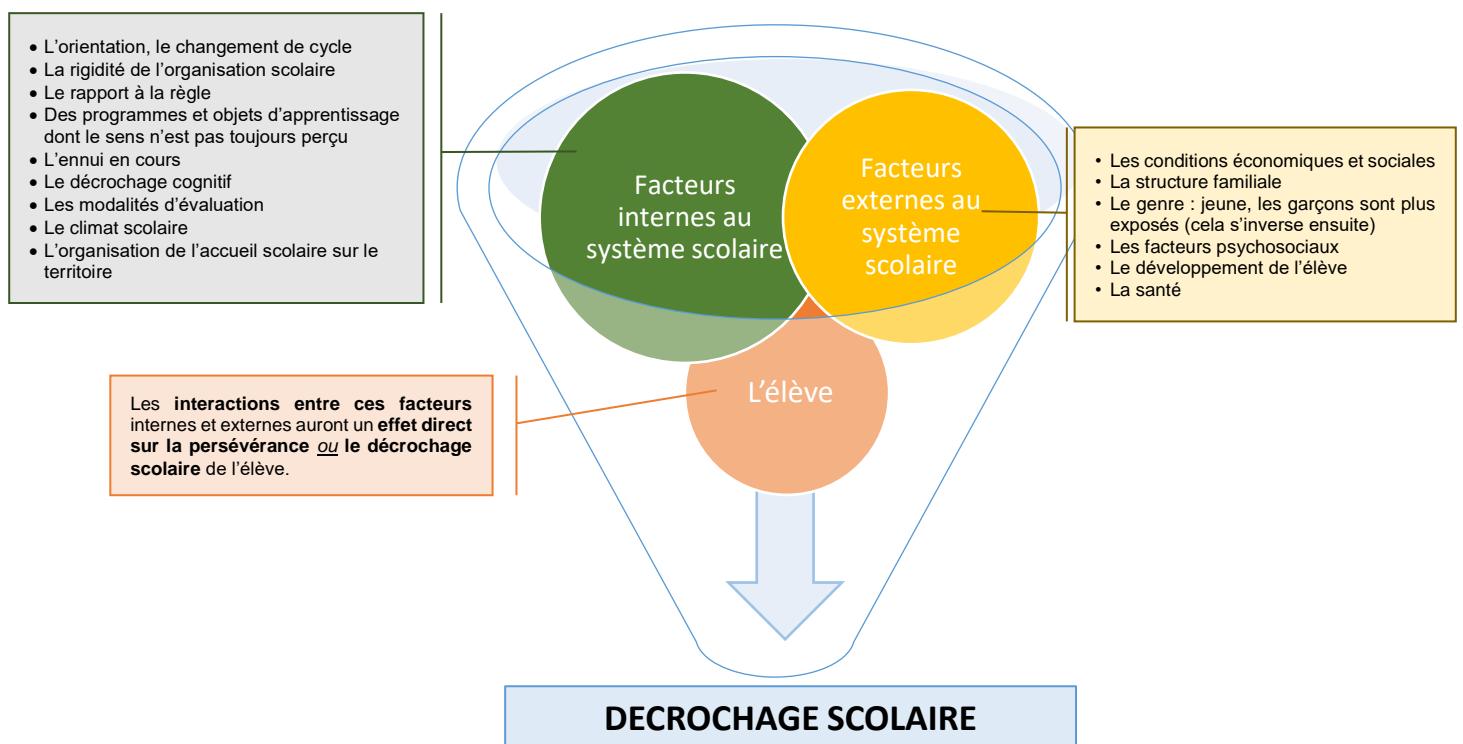 • L’orientation, le changement de cycle
• La rigidité de l’organisation scolaire
• Le rapport à la règle
• Des programmes et objets d’apprentissage
dont le sens n’est pas toujours perçu
• L’ennui en cours
• Le décrochage cognitif
• Les modalités d’évaluation
• Le climat scolaire
• L’organisation de l’accueil scolaire sur le
territoire
Facteurs
internes au
système scolaire
Facteurs
externes au
système
scolaire
• Les conditions économiques et sociales
• La structure familiale
• Le genre : jeune, les garçons sont plus
exposés (cela s’inverse ensuite)
• Les facteurs psychosociaux
• Le développement de l’élève
• La santé
L’élève
Les interactions entre ces facteurs
internes et externes auront un effet direct
sur la persévérance ou le décrochage
scolaire de l’élève.
DECROCHAGE SCOLAIRE